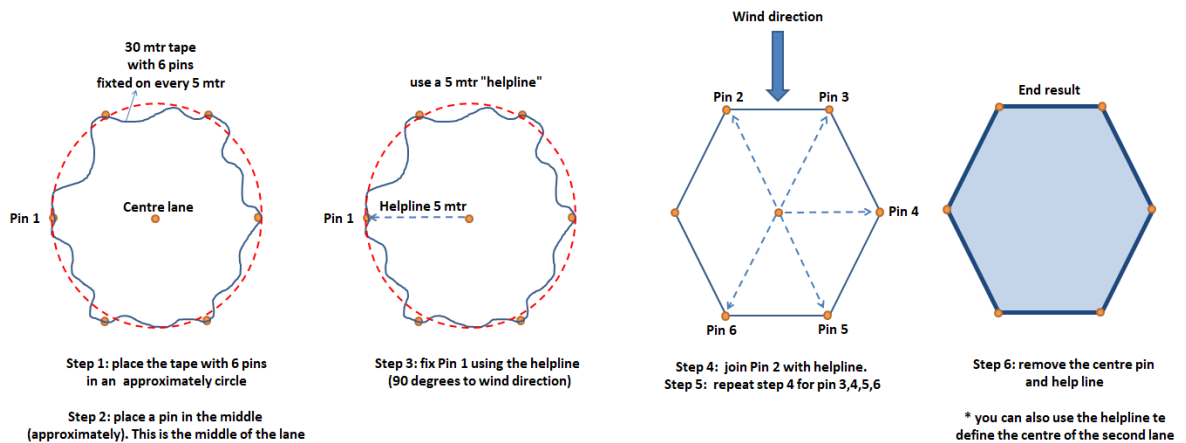 30 mtr tape
with 6 pins
fixted on every 5 mtr
Pin 1
Centre lane
Step 1: place the tape with 6 pins
in an approximately circle
Step 2: place a pin in the middle
(approximately). This is the middle of the lane
use a 5 mtr "helpline"
Pin 1
Helpline 5 mtr
Step 3: fix Pin 1 using the helpline
(90 degrees to wind direction)
Wind direction
Pin 2
Pin 3
Pin 4
Pin 6
Pin 5
Step 4: join Pin 2 with helpline.
Step 5: repeat step 4 for pin 3,4,5,6
End result
Step 6: remove the centre pin
and help line
* you can also use the helpline te
define the centre of the second lane